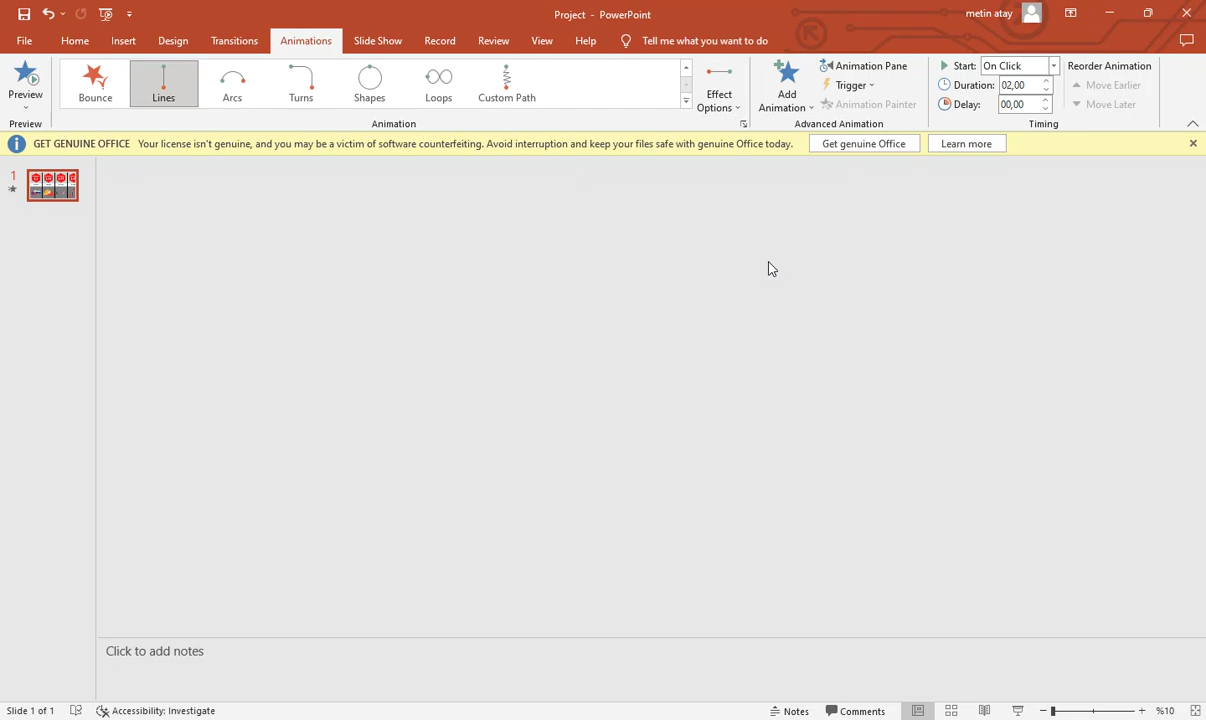 Project - PowerPoint
metin atay
File Home Insert Design Transitions Animations Slide Show Record Review View Help Tell me what you want to do
Preview Bounce Lines Arcs Turns Shapes Loops Custom Path
Effect Options
Add Animation
Animation Pane
Trigger
Animation Painter
Start: On Click
Duration: 02,00
Delay: 00,00
Reorder Animation
Move Earlier
Move Later
Preview Animation Advanced Animation Timing
GET GENUINE OFFICE Your license isn't genuine, and you may be a victim of software counterfeiting. Avoid interruption and keep your files safe with genuine Office today. Get genuine Office Learn more
1
Click to add notes
Slide 1 of 1 Accessibility: Investigate Notes Comments %10